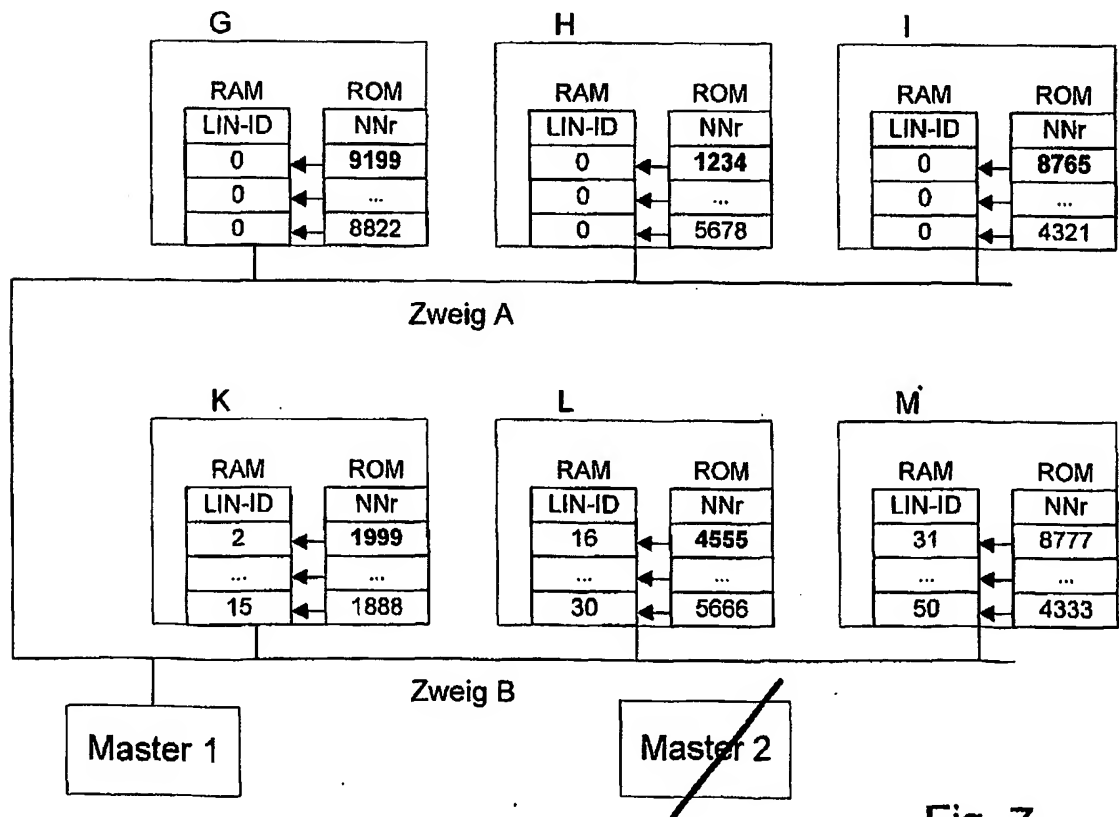 G H I
RAM ROM RAM ROM RAM ROM
LIN-ID NNr LIN-ID NNr LIN-ID NNr
0 9199 0 1234 0 8765
0 ... 0 ... 0 ...
0 8822 0 5678 0 4321
Zweig A
K L M
RAM ROM RAM ROM RAM ROM
LIN-ID NNr LIN-ID NNr LIN-ID NNr
2 1999 16 4555 31 8777
... ... ... ... ... ...
15 1888 30 5666 50 4333
Zweig B
Master 1 Master 2
Fig. 7